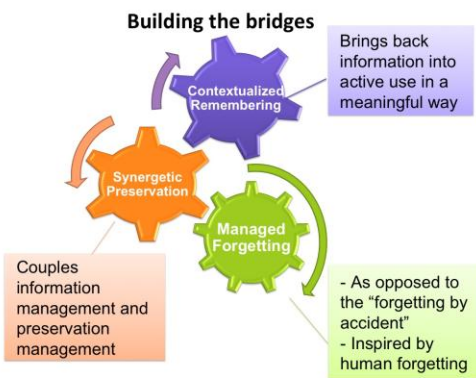 Building the bridges
Contextualized
Remembering
Brings back
information into
active use in a
meaningful way
Synergetic
Preservation
Managed
Forgetting
Couples
information
management and
preservation
management
- As opposed to
the “forgetting by
accident”
- Inspired by
human forgetting